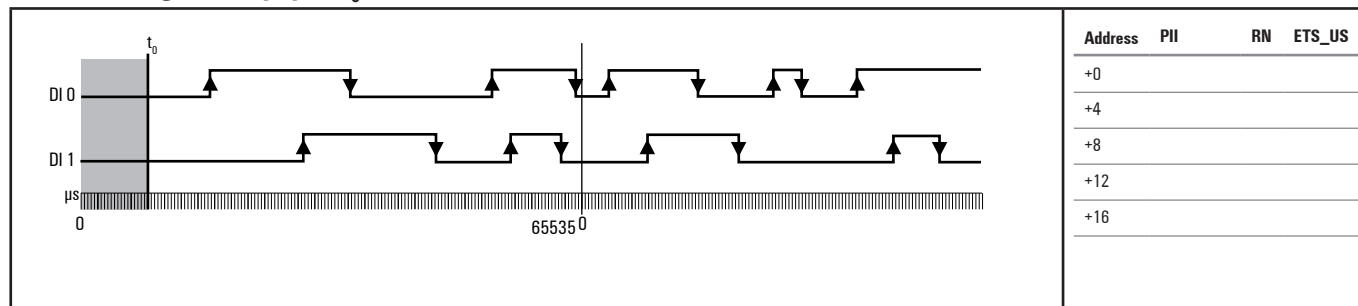 t0
DI 0
DI 1
µs
0
65535 0
Address PII RN ETS_US
+0
+4
+8
+12
+16